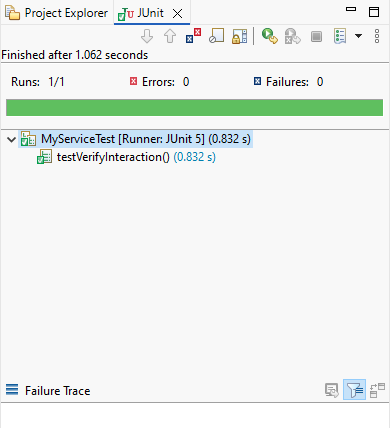 Project Explorer JUnit
Finished after 1.062 seconds
Runs: 1/1 Errors: 0 Failures: 0
MyServiceTest [Runner: JUnit 5] (0.832 s)
testVerifyInteraction() (0.832 s)
Failure Trace